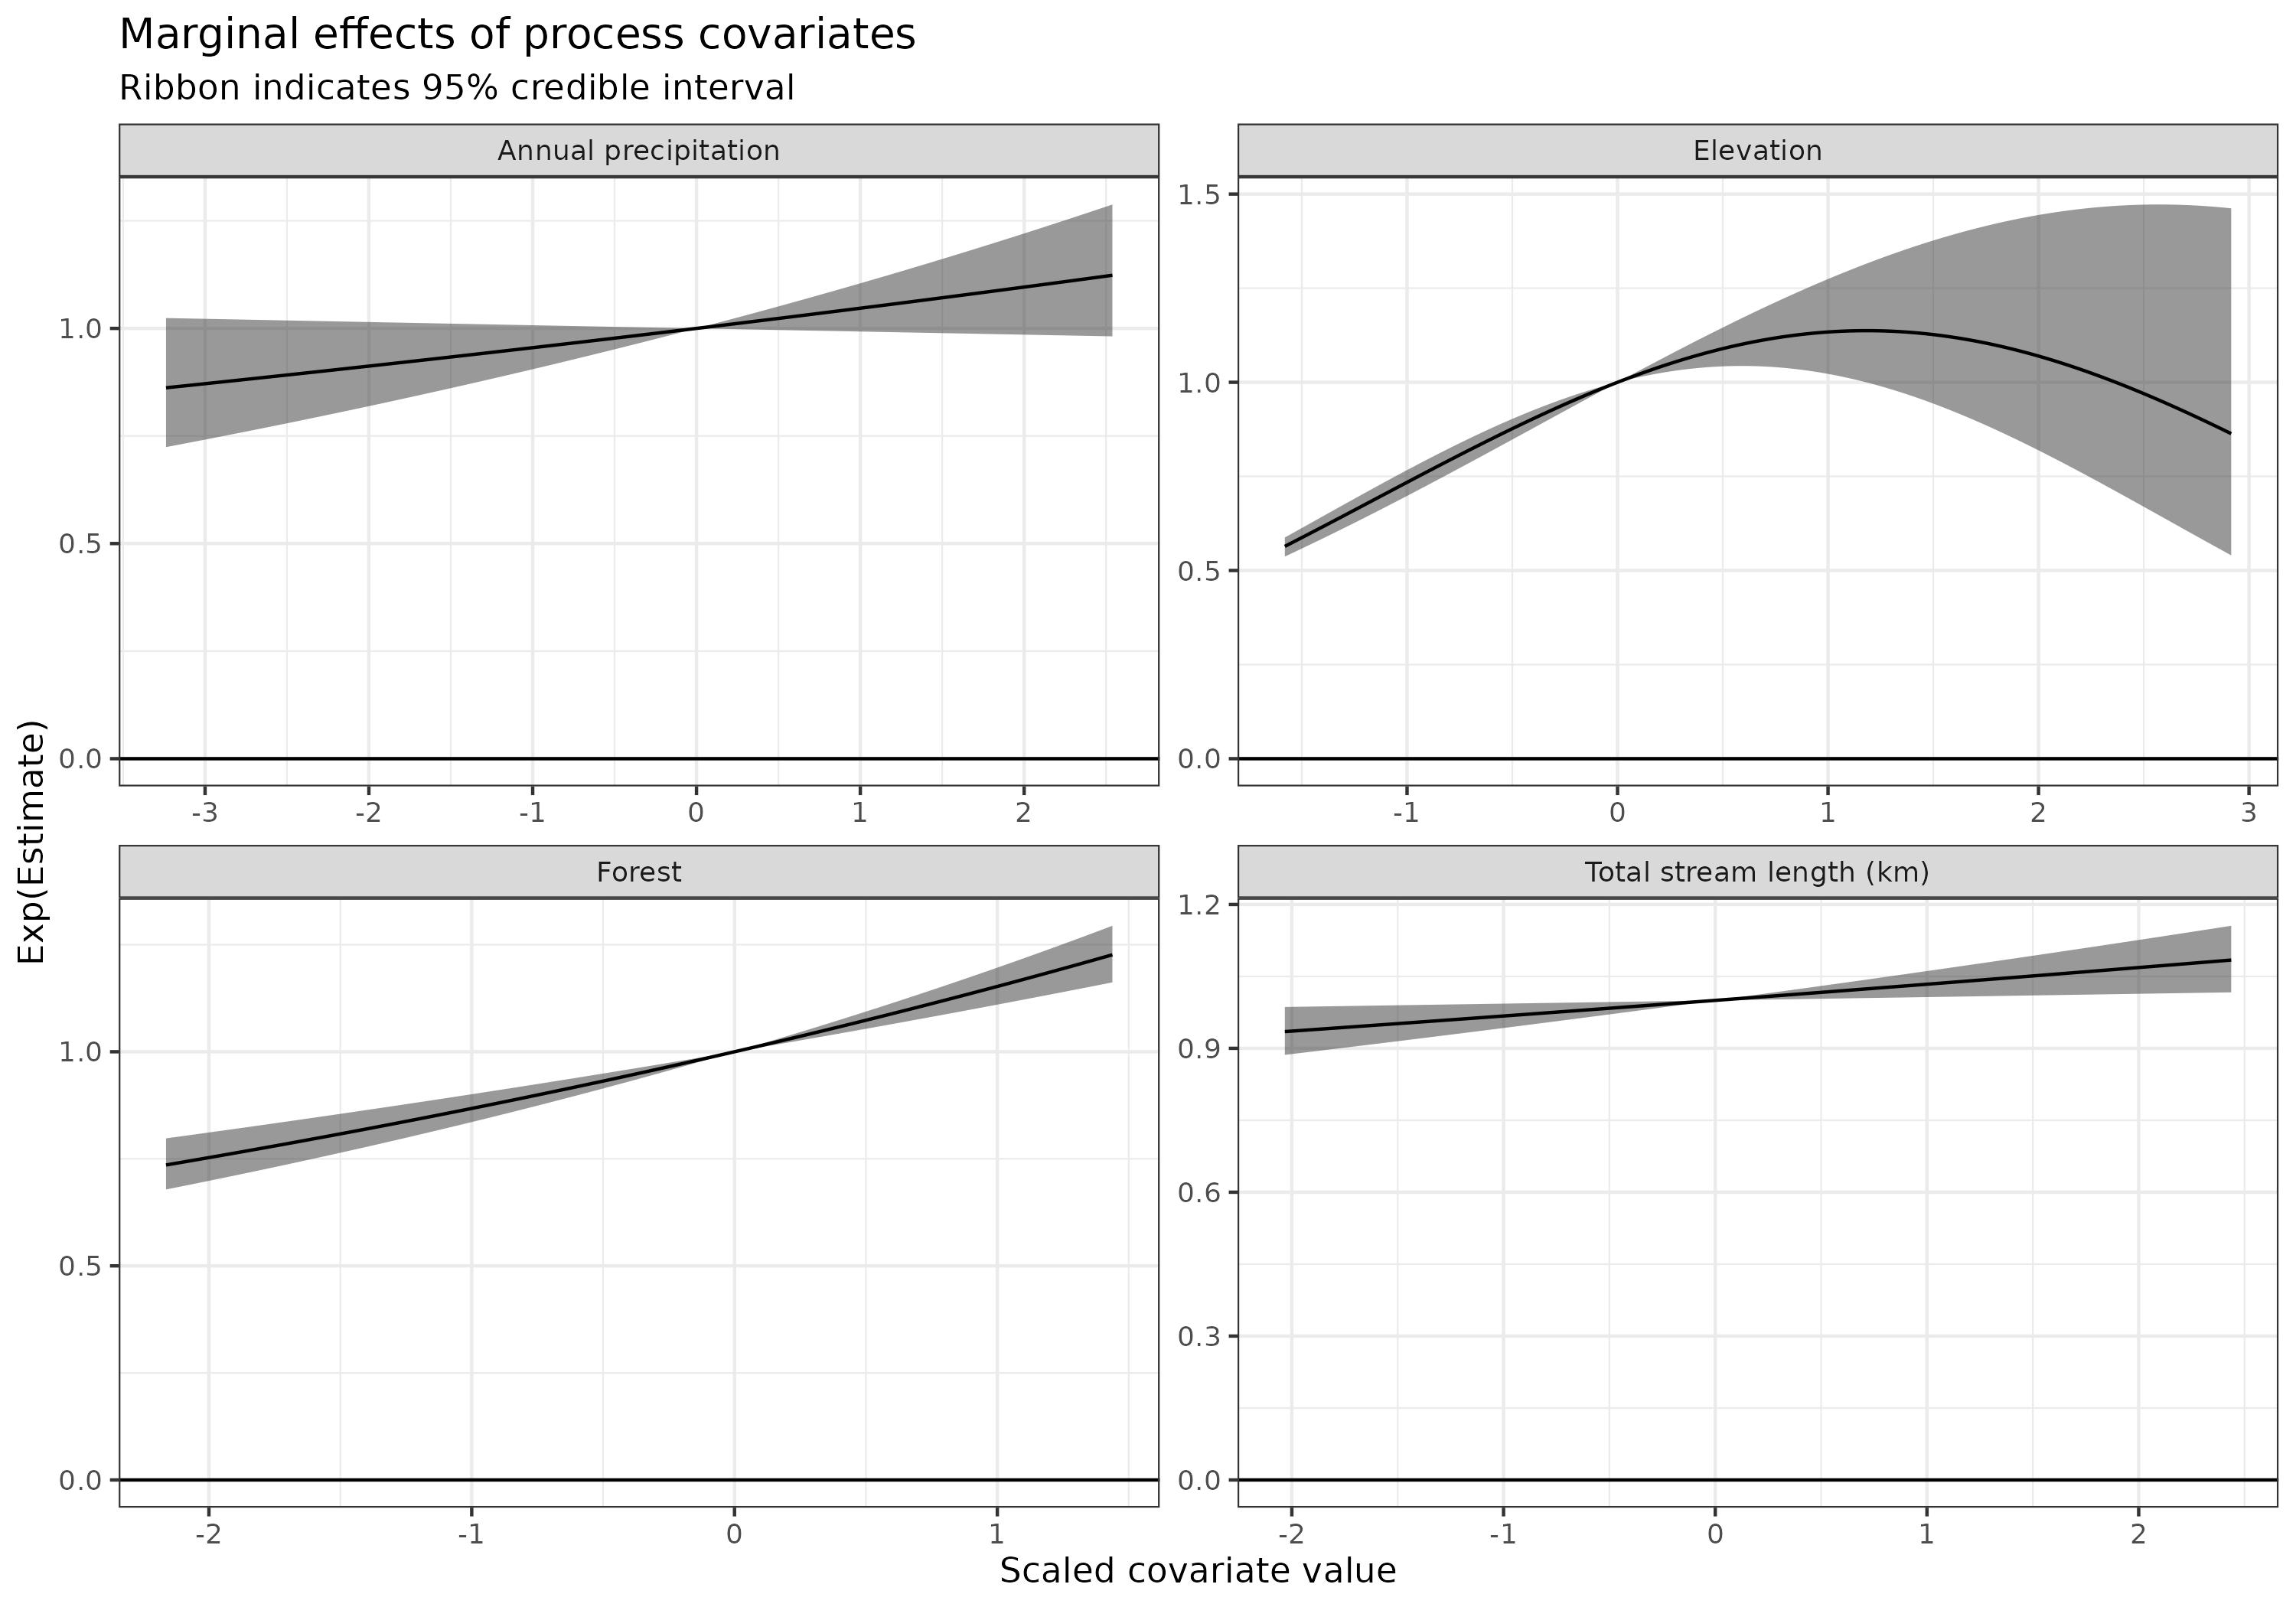 Marginal effects of process covariates
Ribbon indicates 95% credible interval
Annual precipitation
Elevation
1.0
0.5
0.0
-3 -2 -1 0 1 2
1.5
1.0
0.5
0.0
-1 0 1 2 3
Exp(Estimate)
Forest
Total stream length (km)
1.0
0.5
0.0
-2 -1 0 1
1.2
0.9
0.6
0.3
0.0
-2 -1 0 1 2
Scaled covariate value